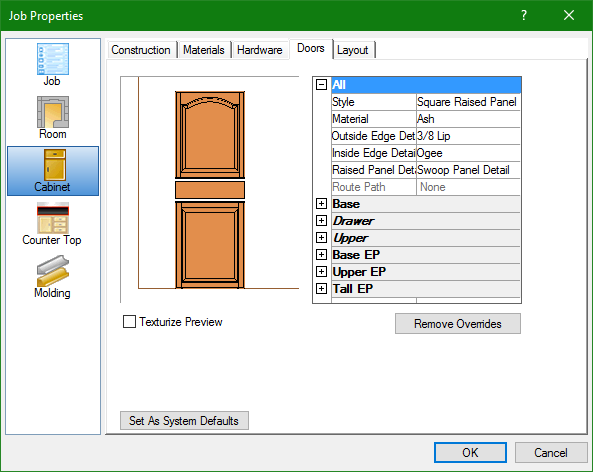 Job Properties
?
Job
Room
Cabinet
Counter Top
Molding
Construction Materials Hardware Doors Layout
All
Style Square Raised Panel
Material Ash
Outside Edge Det 3/8 Lip
Inside Edge Detai Ogee
Raised Panel Deta Swoop Panel Detail
Route Path None
Base
Drawer
Upper
Base EP
Upper EP
Tall EP
Texturize Preview
Remove Overrides
Set As System Defaults
OK Cancel